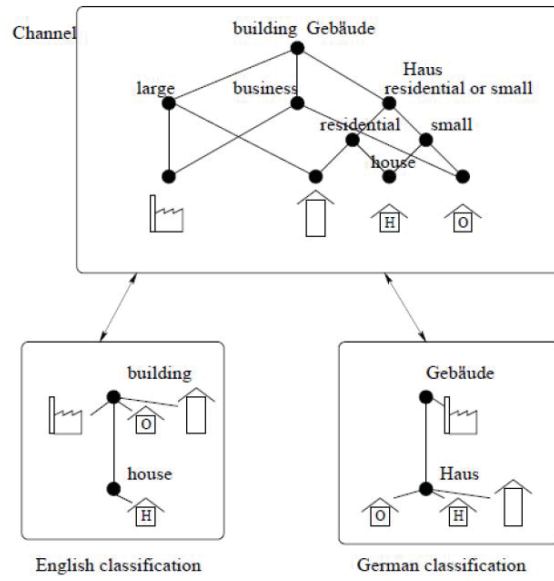 Channel
building Gebäude
large
business
Haus
residential or small
residential
small
house
H
O
building
O
house
H
English classification
Gebäude
Haus
O
H
German classification